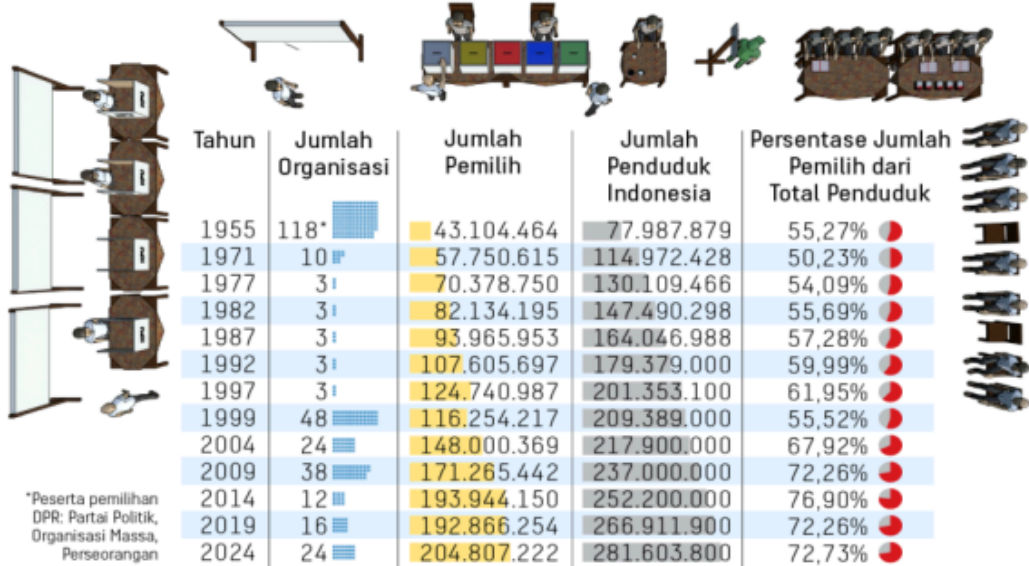 Tahun Jumlah Organisasi Jumlah Pemilih Jumlah Penduduk Indonesia Persentase Jumlah Pemilih dari Total Penduduk
1955 118* 43.104.464 77.987.879 55,27%
1971 10 57.750.615 114.972.428 50,23%
1977 3 70.378.750 130.109.466 54,09%
1982 3 82.134.195 147.490.298 55,69%
1987 3 93.965.953 164.046.988 57,28%
1992 3 107.605.697 179.379.000 59,99%
1997 3 124.740.987 201.353.100 61,95%
1999 48 116.254.217 209.389.000 55,52%
2004 24 148.000.369 217.900.000 67,92%
2009 38 171.265.442 237.000.000 72,26%
2014 12 193.944.150 252.200.000 76,90%
2019 16 192.866.254 266.911.900 72,26%
2024 24 204.807.222 281.603.800 72,73%
*Peserta pemilihan
DPR: Partai Politik,
Organisasi Massa,
Perseorangan